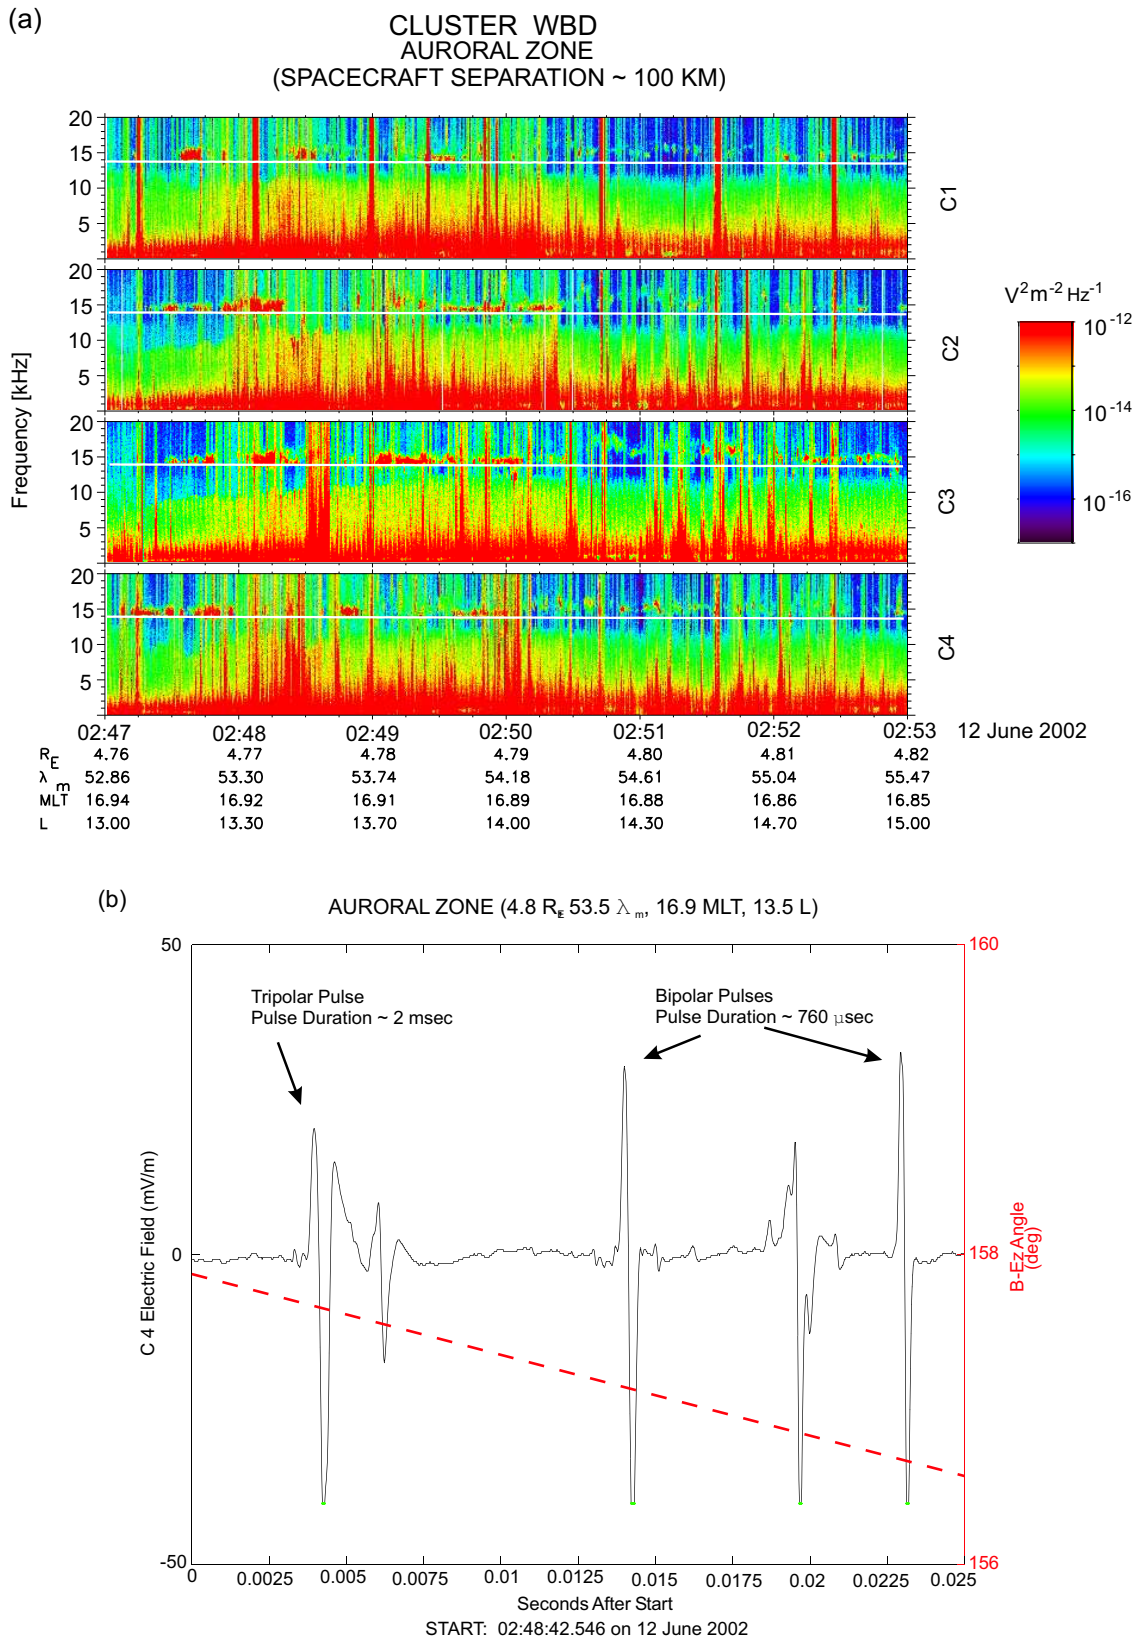 (a)
CLUSTER WBD
AURORAL ZONE
(SPACECRAFT SEPARATION ~ 100 KM)
20
15
10
5
C1
20
15
10
5
C2
20
15
10
5
C3
20
15
10
5
C4
Frequency [kHz]
V²m⁻² Hz⁻¹
10⁻¹²
10⁻¹⁴
10⁻¹⁶
02:47 02:48 02:49 02:50 02:51 02:52 02:53 12 June 2002
R_E 4.76 4.77 4.78 4.79 4.80 4.81 4.82
λ_m 52.86 53.30 53.74 54.18 54.61 55.04 55.47
MLT 16.94 16.92 16.91 16.89 16.88 16.86 16.85
L 13.00 13.30 13.70 14.00 14.30 14.70 15.00
(b)
AURORAL ZONE (4.8 R_E 53.5 λ_m, 16.9 MLT, 13.5 L)
50
0
-50
C 4 Electric Field (mV/m)
Tripolar Pulse
Pulse Duration ~ 2 msec
Bipolar Pulses
Pulse Duration ~ 760 μsec
160
158
156
B-Ez Angle
(deg)
0 0.0025 0.005 0.0075 0.01 0.0125 0.015 0.0175 0.02 0.0225 0.025
Seconds After Start
START: 02:48:42.546 on 12 June 2002